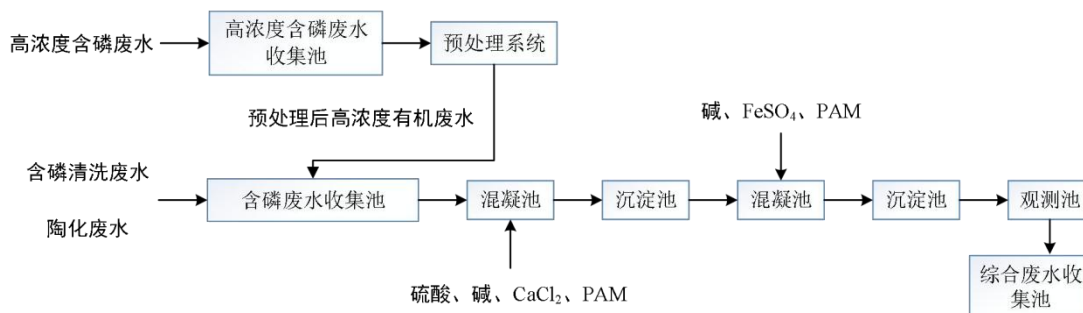 高浓度含磷废水
高浓度含磷废水
收集池
预处理系统
预处理后高浓度有机废水
碱、FeSO₄、PAM
含磷清洗废水
陶化废水
含磷废水收集池
混凝池
沉淀池
混凝池
沉淀池
观测池
硫酸、碱、CaCl₂、PAM
综合废水收
集池